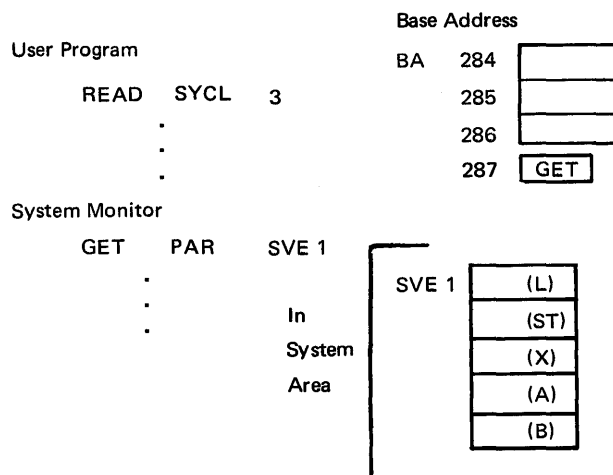 Base Address
User Program
BA 284
READ SYCL 3
285
286
287 GET
System Monitor
GET PAR SVE 1
SVE 1 (L)
In (ST)
System (X)
Area (A)
(B)